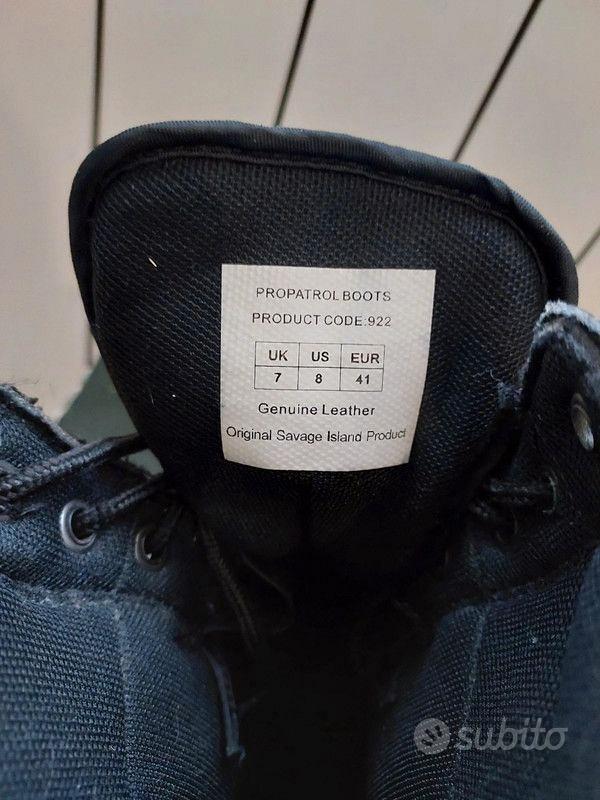 PROPATROL BOOTS
PRODUCT CODE:922
UK US EUR
7 8 41
Genuine Leather
Original Savage Island Product
subito